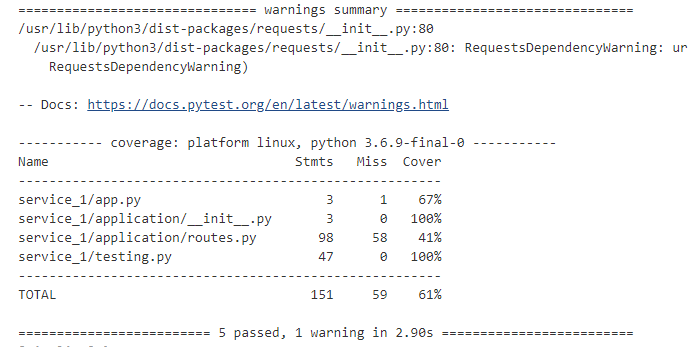 ============================== warnings summary ==============================
/usr/lib/python3/dist-packages/requests/__init__.py:80
  /usr/lib/python3/dist-packages/requests/__init__.py:80: RequestsDependencyWarning: ur
    RequestsDependencyWarning)

-- Docs: https://docs.pytest.org/en/latest/warnings.html

----------- coverage: platform linux, python 3.6.9-final-0 -----------
Name                               Stmts   Miss  Cover
------------------------------------------------------
service_1/app.py                       3      1    67%
service_1/application/__init__.py      3      0   100%
service_1/application/routes.py       98     58    41%
service_1/testing.py                  47      0   100%
------------------------------------------------------
TOTAL                                151     59    61%

======================== 5 passed, 1 warning in 2.90s ========================